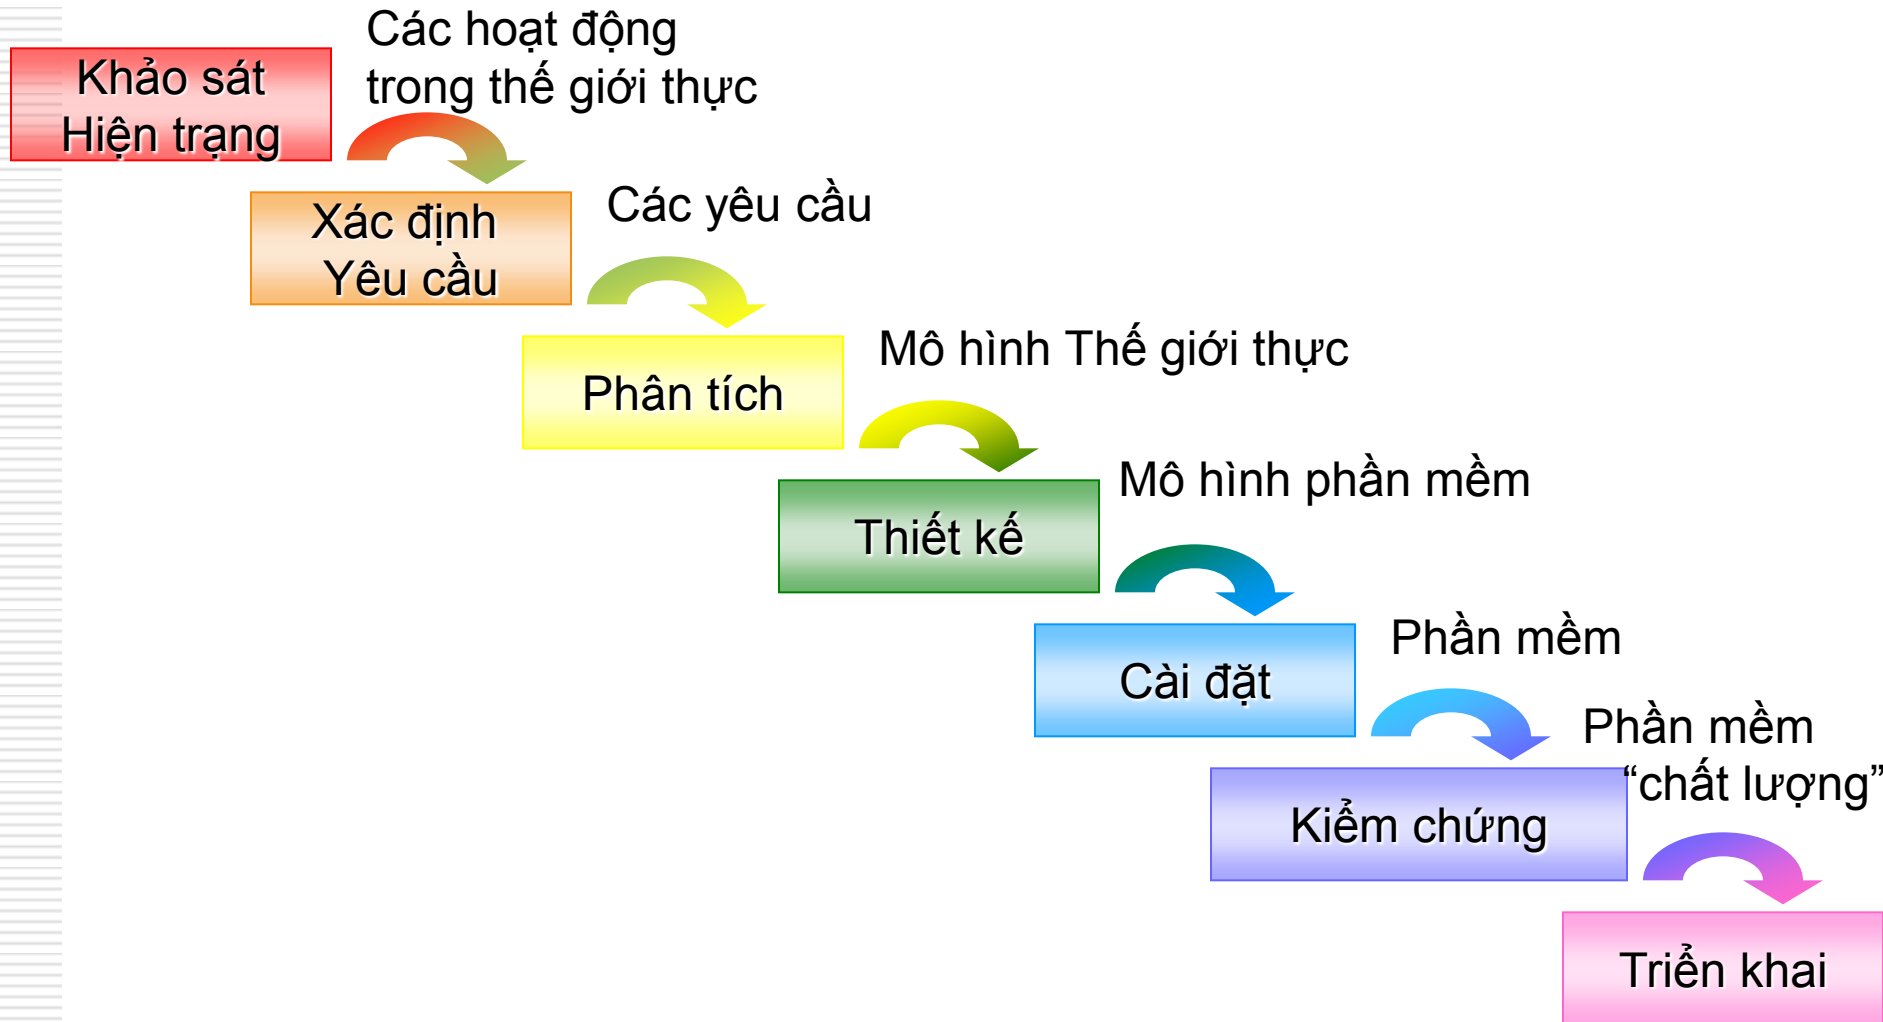 Các hoạt động
trong thế giới thực
Khảo sát
Hiện trạng
Các yêu cầu
Xác định
Yêu cầu
Mô hình Thế giới thực
Phân tích
Mô hình phần mềm
Thiết kế
Phần mềm
Cài đặt
Phần mềm
“chất lượng”
Kiểm chứng
Triển khai